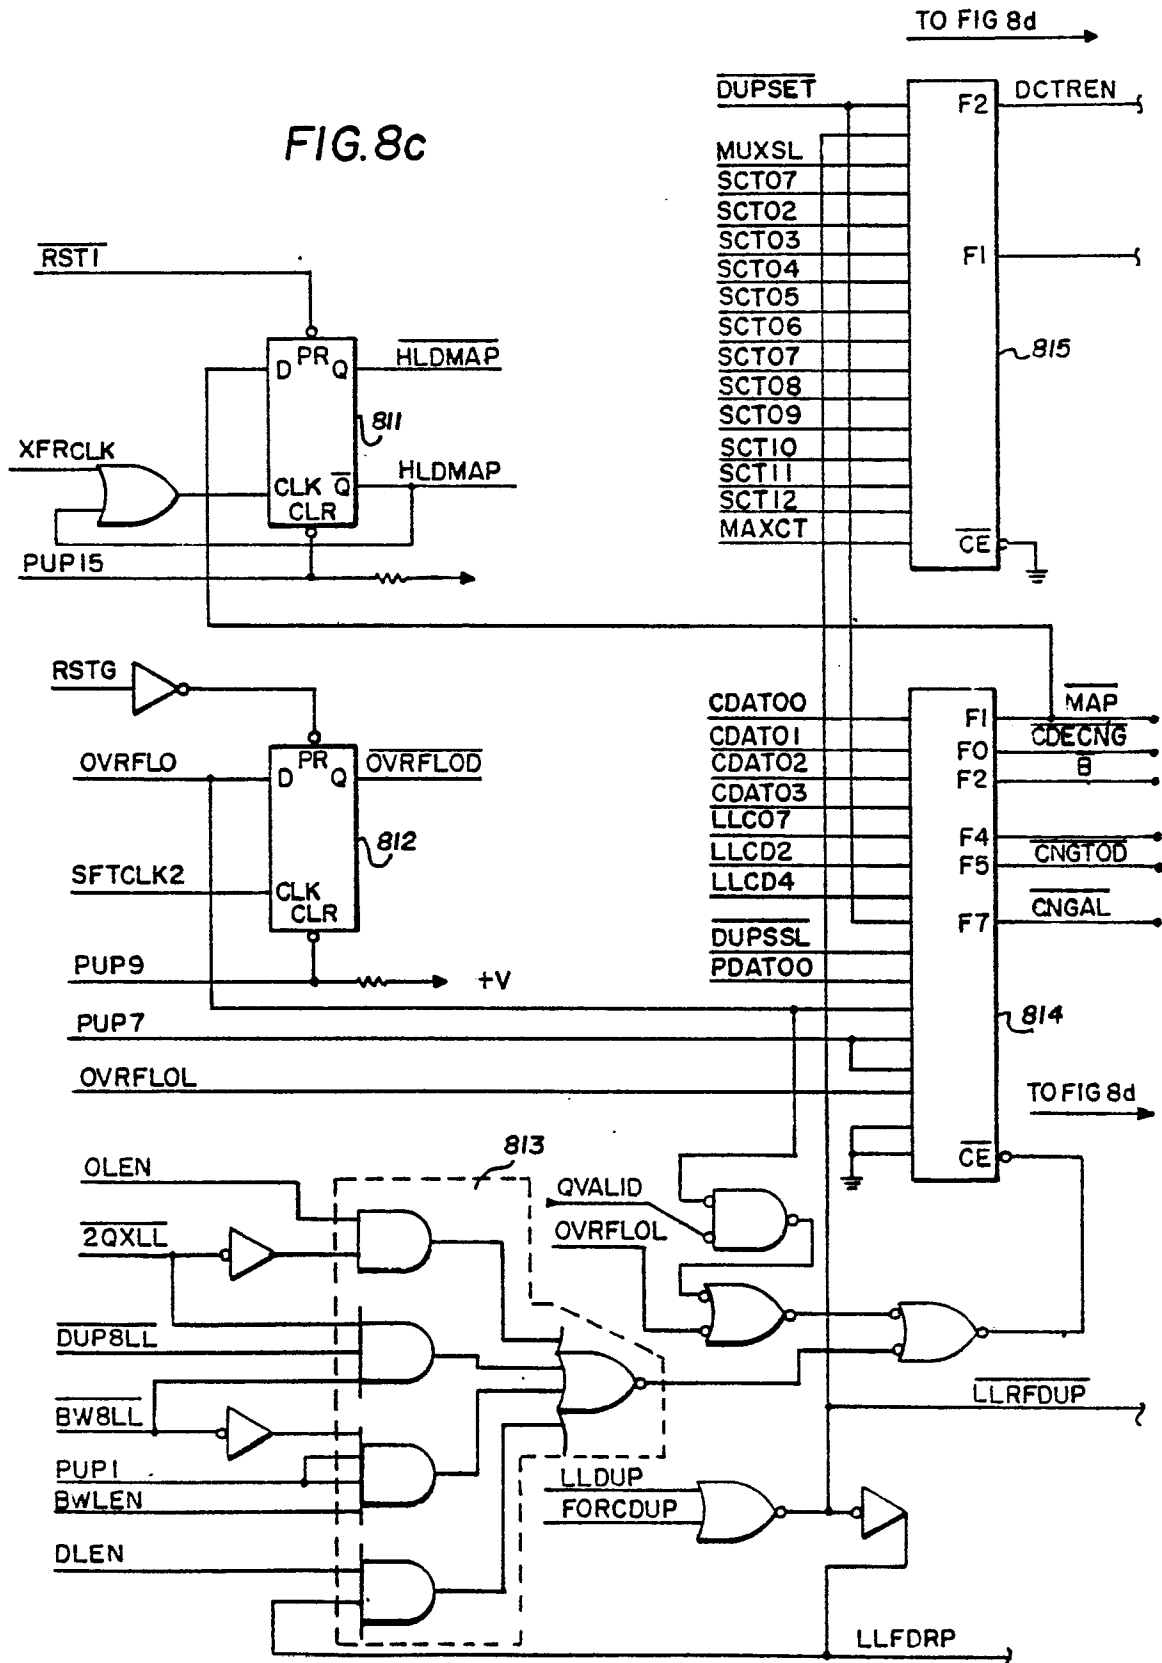 TO FIG 8d
FIG. 8c
DUPSET
MUXSL
SCT07
SCT02
SCT03
SCT04
SCT05
SCT06
SCT07
SCT08
SCT09
SCT10
SCT11
SCT12
MAXCT
F2
F1
CE
DCTREN
815
RST1
PR
D
Q
CLK
Q
CLR
HLDMAP
811
XFRCLK
HLDMAP
PUP15
RSTG
OVRFLO
PR
D
Q
CLK
CLR
OVRFLOD
812
SFTCLK2
PUP9
+V
PUP7
OVRFLOL
CDAT00
CDAT01
CDAT02
CDAT03
LLC07
LLCD2
LLCD4
DUPSSL
PDAT00
F1
F0
F2
F4
F5
F7
CE
MAP
CDECNG
8
CNGTOD
CNGAL
814
TO FIG 8d
813
OLEN
2QXLL
DUP8LL
BW8LL
PUP1
BWLEN
DLEN
QVALID
OVRFLOL
LLDUP
FORCDUP
LLRFDUP
LLFDRP